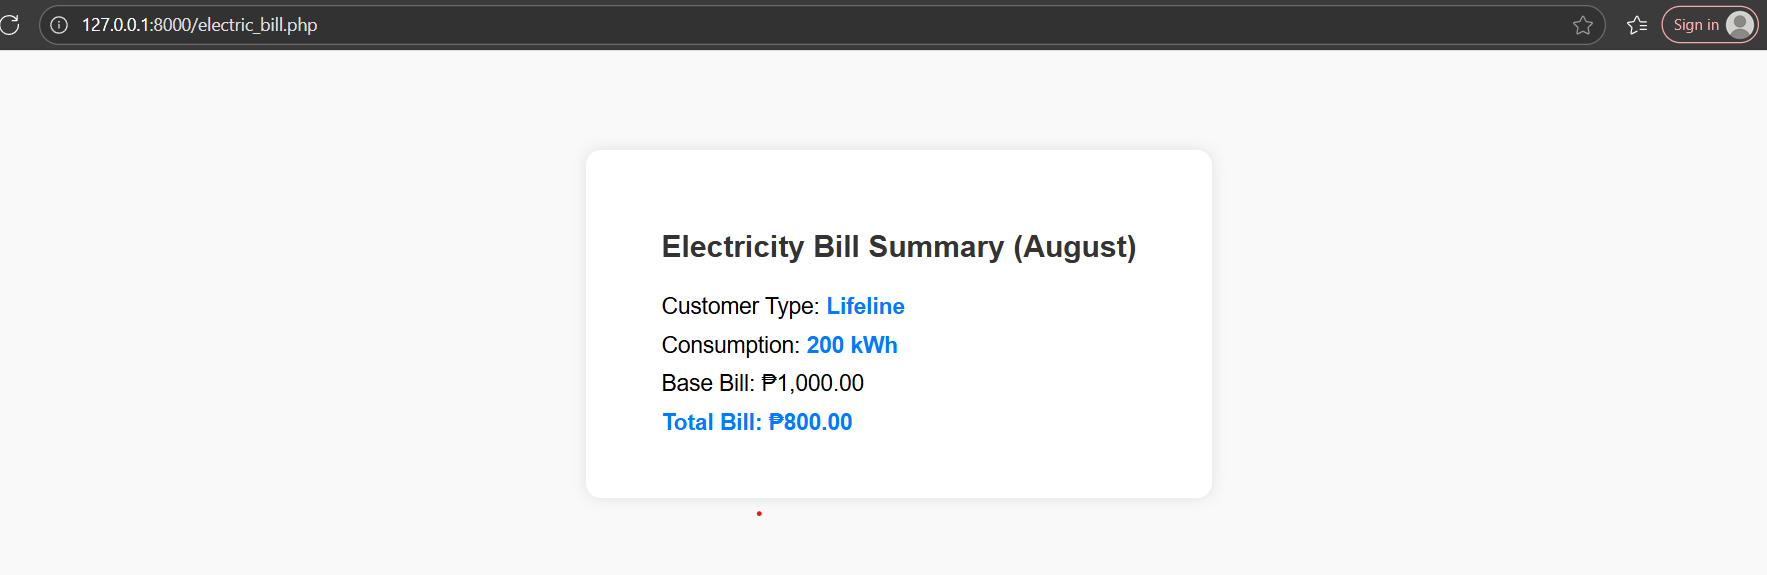 127.0.0.1:8000/electric_bill.php
Sign in
Electricity Bill Summary (August)
Customer Type: Lifeline
Consumption: 200 kWh
Base Bill: ₱1,000.00
Total Bill: ₱800.00